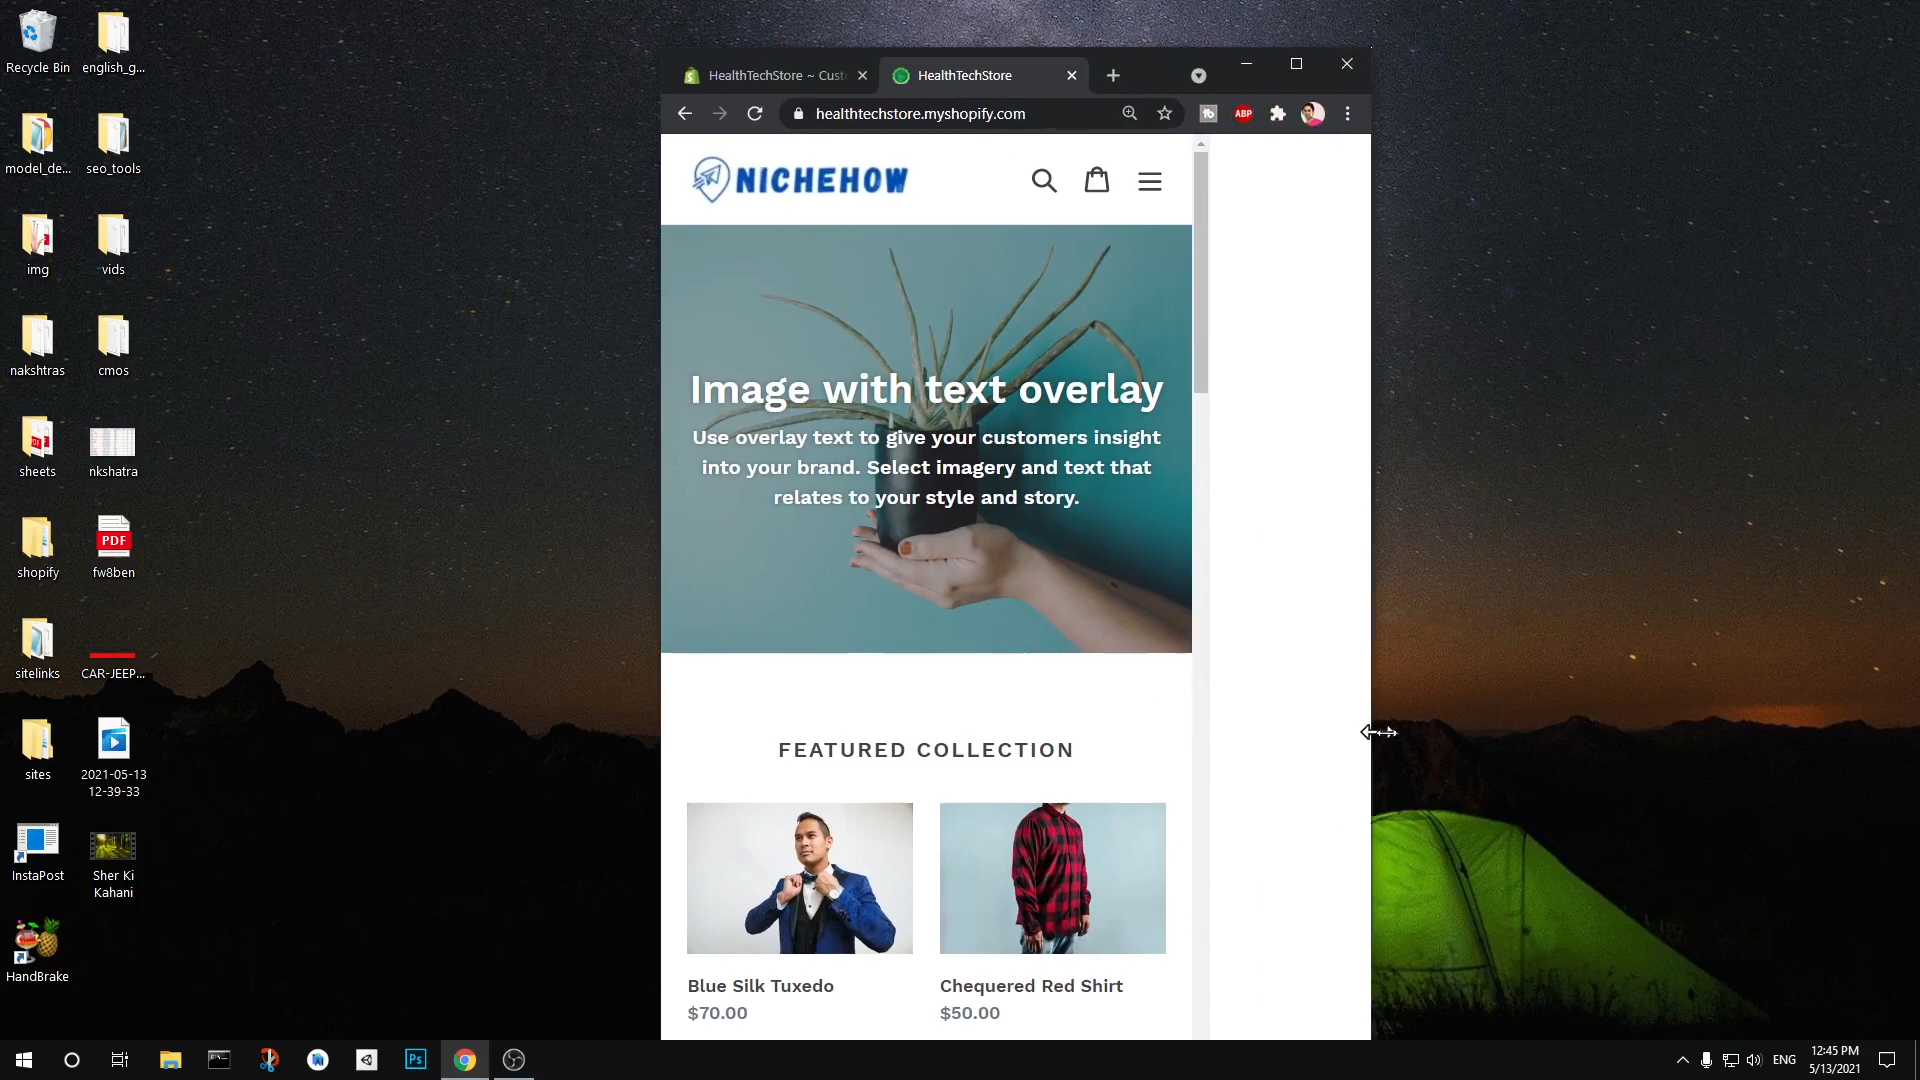 Recycle Bin
english_g...
model_de...
seo_tools
img
vids
nakshtras
cmos
sheets
nkshatra
shopify
PDF
fw8ben
sitelinks
CAR-JEEP...
sites
2021-05-13
12-39-33
InstaPost
Sher Ki
Kahani
HandBrake
HealthTechStore ~ Cust
HealthTechStore
healthtechstore.myshopify.com
ABP
NICHEHOW
Image with text overlay
Use overlay text to give your customers insight
into your brand. Select imagery and text that
relates to your style and story.
FEATURED COLLECTION
Blue Silk Tuxedo
$70.00
Chequered Red Shirt
$50.00
Ps
ENG
12:45 PM
5/13/2021